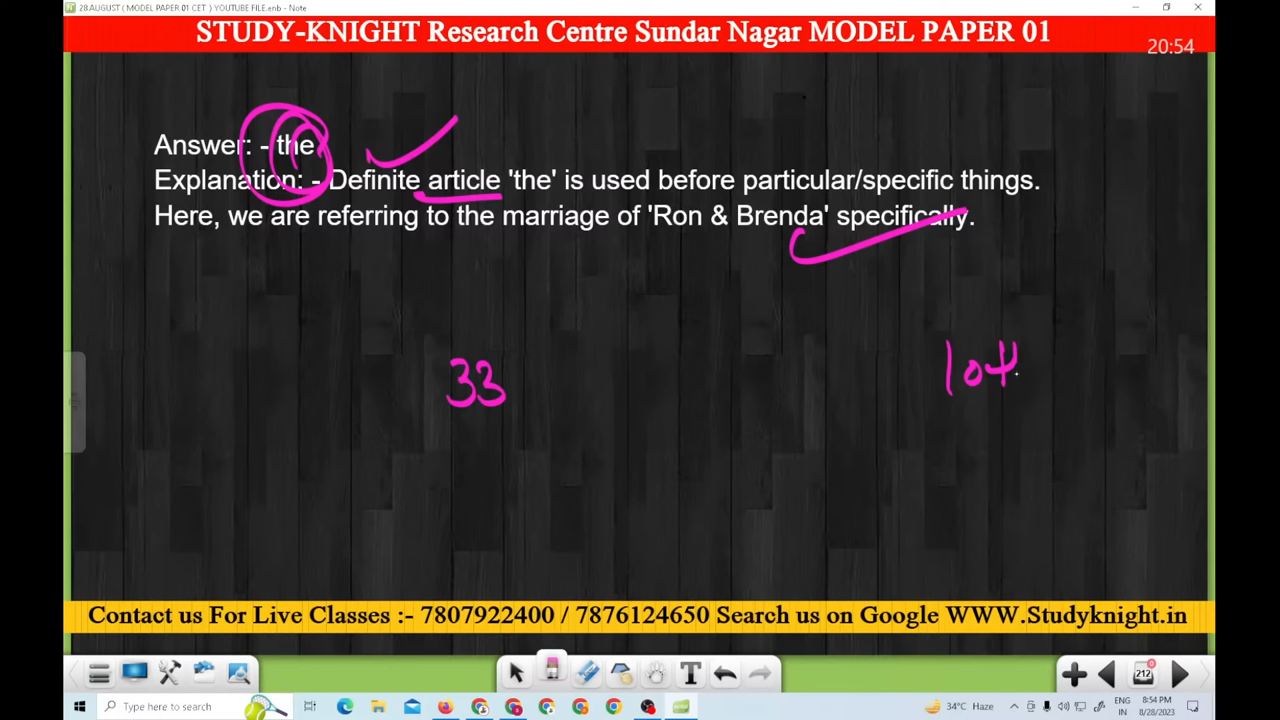 28 AUGUST ( MODEL PAPER 01 CET ) YOUTUBE FILE.enb - Note
STUDY-KNIGHT Research Centre Sundar Nagar MODEL PAPER 01
20:54
Answer: - the
Explanation: - Definite article 'the' is used before particular/specific things.
Here, we are referring to the marriage of 'Ron & Brenda' specifically.
33
104
Contact us For Live Classes :- 7807922400 / 7876124650 Search us on Google WWW.Studyknight.in
T
212
0
Type here to search
34°C Haze
ENG
IN
8:54 PM
8/28/2023